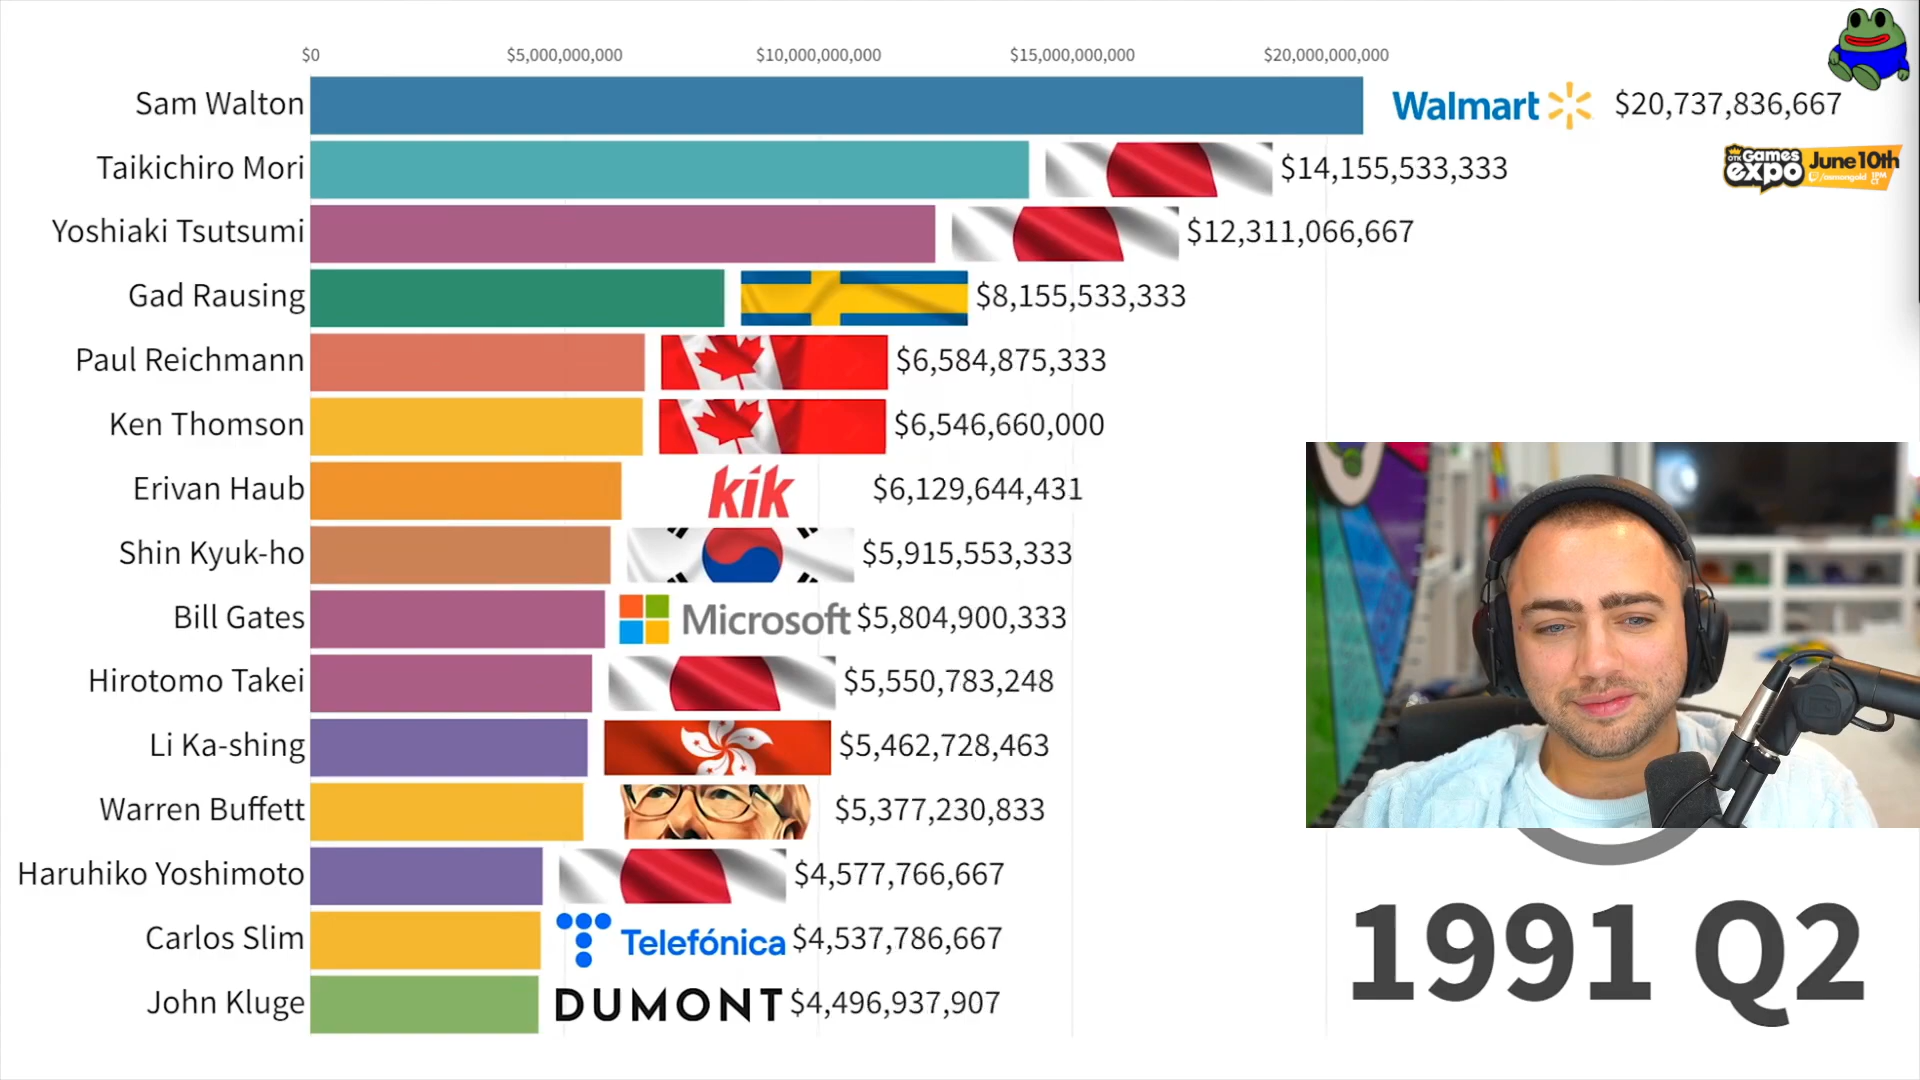 $0 $5,000,000,000 $10,000,000,000 $15,000,000,000 $20,000,000,000
Sam Walton Walmart $20,737,836,667
Taikichiro Mori $14,155,533,333
OTK Games expo June 10th
/asmongold 1PM CT
Yoshiaki Tsutsumi $12,311,066,667
Gad Rausing $8,155,533,333
Paul Reichmann $6,584,875,333
Ken Thomson $6,546,660,000
Erivan Haub kik $6,129,644,431
Shin Kyuk-ho $5,915,553,333
Bill Gates Microsoft $5,804,900,333
Hirotomo Takei $5,550,783,248
Li Ka-shing $5,462,728,463
Warren Buffett $5,377,230,833
Haruhiko Yoshimoto $4,577,766,667
Carlos Slim Telefónica $4,537,786,667
John Kluge DUMONT $4,496,937,907
1991 Q2